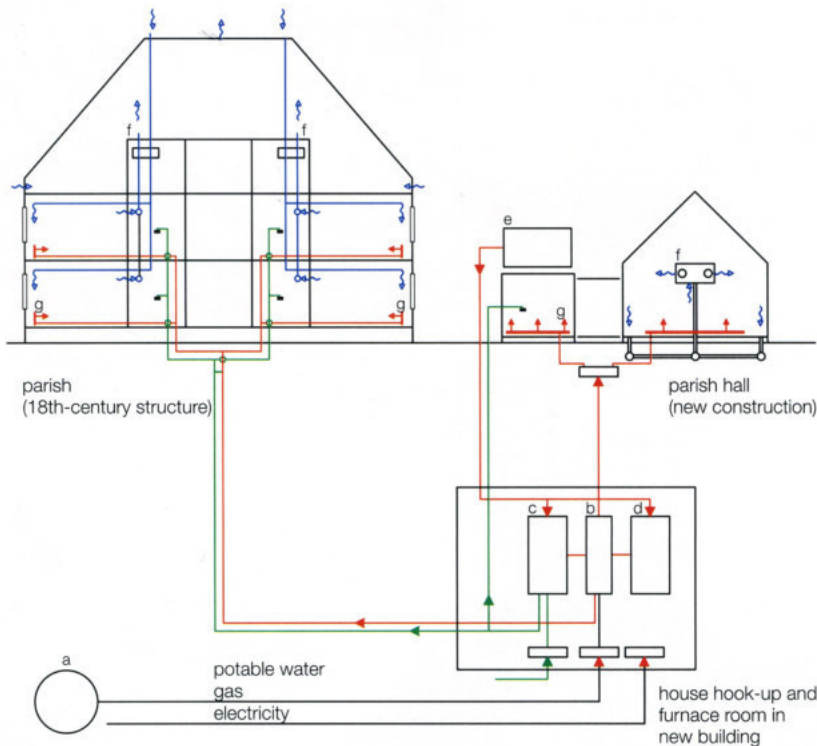 f
f
e
f
g
g
g
parish
(18th-century structure)
parish hall
(new construction)
c
b
d
a
potable water
gas
electricity
house hook-up and
furnace room in
new building